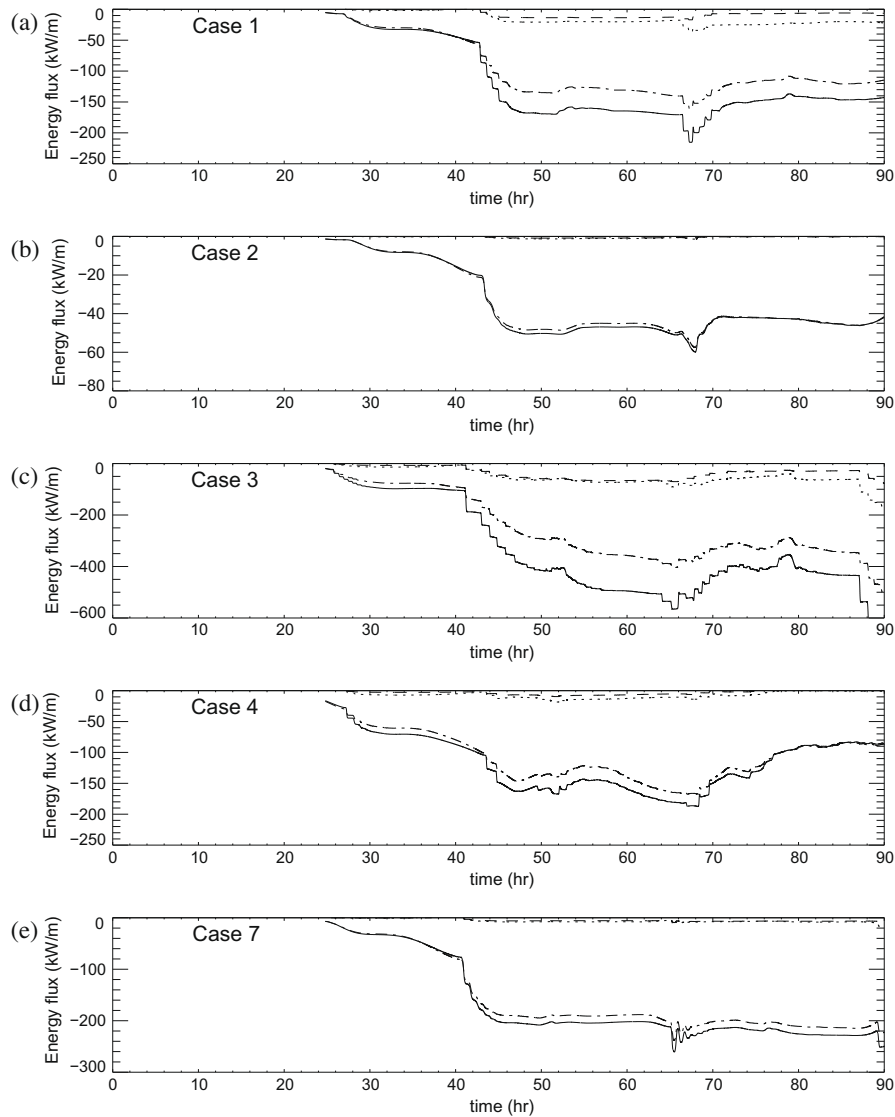 (a)
Case 1
Energy flux (kW/m)
0
−50
−100
−150
−200
−250
0 10 20 30 40 50 60 70 80 90
time (hr)
(b)
Case 2
Energy flux (kW/m)
0
−20
−40
−60
−80
0 10 20 30 40 50 60 70 80 90
time (hr)
(c)
Case 3
Energy flux (kW/m)
0
−200
−400
−600
0 10 20 30 40 50 60 70 80 90
time (hr)
(d)
Case 4
Energy flux (kW/m)
0
−50
−100
−150
−200
−250
0 10 20 30 40 50 60 70 80 90
time (hr)
(e)
Case 7
Energy flux (kW/m)
0
−100
−200
−300
0 10 20 30 40 50 60 70 80 90
time (hr)